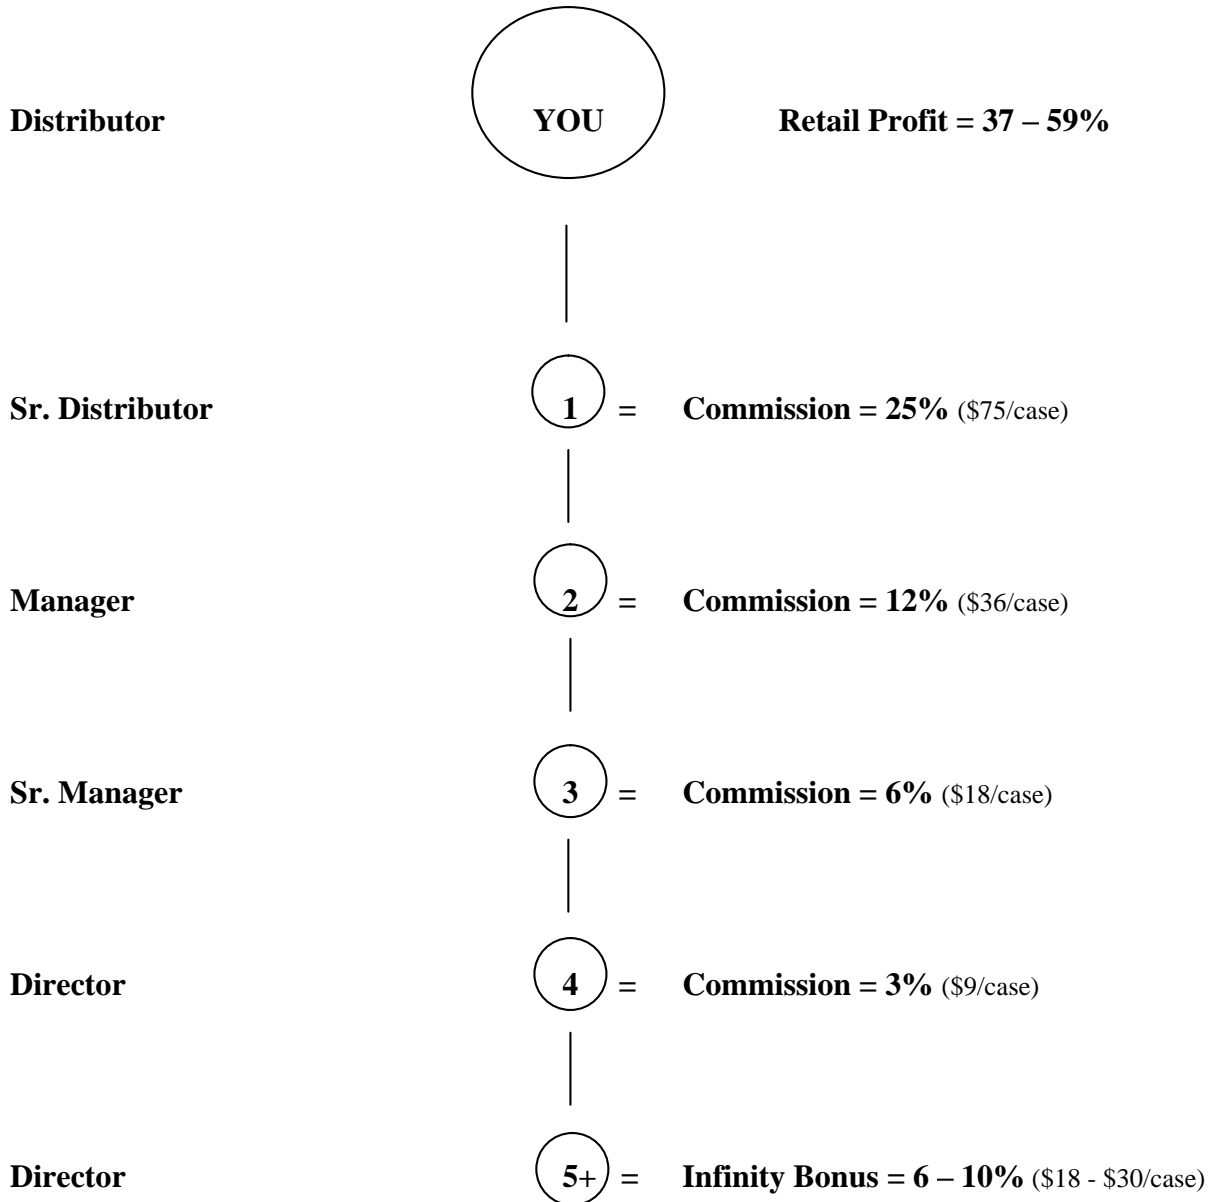 Distributor YOU Retail Profit = 37 – 59%
Sr. Distributor 1 = Commission = 25% ($75/case)
Manager 2 = Commission = 12% ($36/case)
Sr. Manager 3 = Commission = 6% ($18/case)
Director 4 = Commission = 3% ($9/case)
Director 5+ = Infinity Bonus = 6 – 10% ($18 - $30/case)